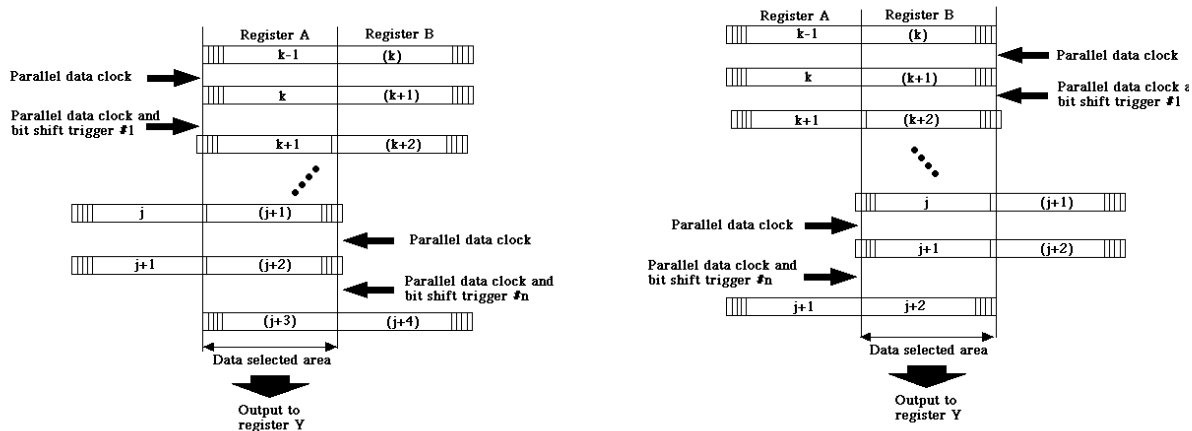 Register A Register B
k-1 (k)
Parallel data clock
k (k+1)
Parallel data clock and
bit shift trigger #1
k+1 (k+2)
j (j+1)
Parallel data clock
j+1 (j+2)
Parallel data clock and
bit shift trigger #n
(j+3) (j+4)
Data selected area
Output to
register Y
Register A Register B
k-1 (k)
Parallel data clock
k (k+1)
Parallel data clock a
bit shift trigger #1
k+1 (k+2)
j (j+1)
Parallel data clock
j+1 (j+2)
Parallel data clock and
bit shift trigger #n
j+1 j+2
Data selected area
Output to
register Y